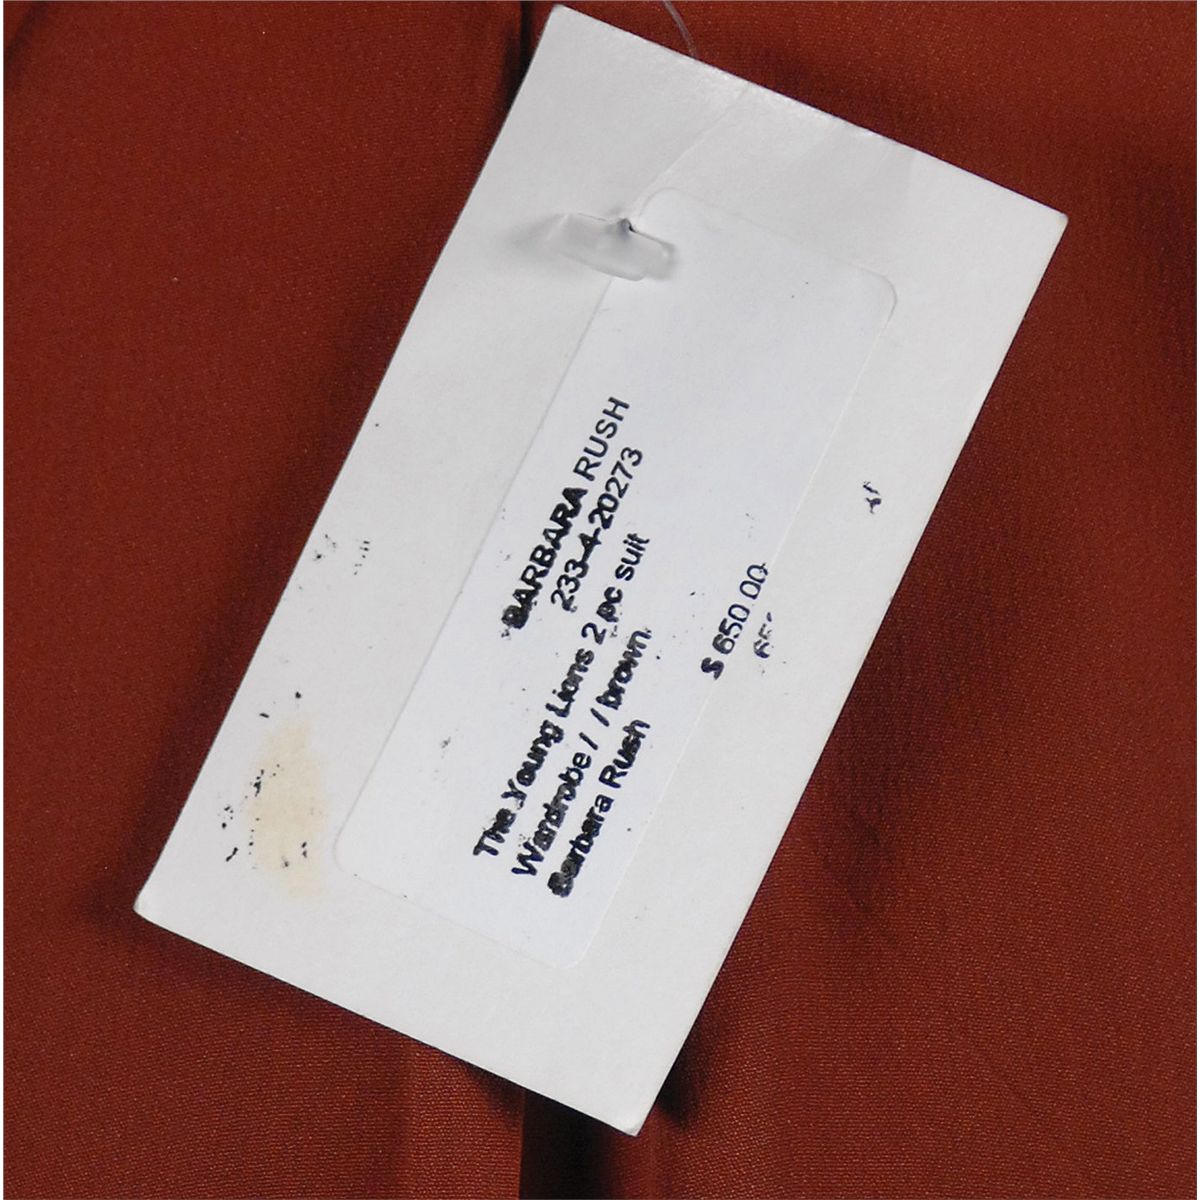 BARBARA RUSH
233-4-20273
The Young Lions 2 pc suit
Wardrobe / / brown
Barbara Rush
$ 650.00